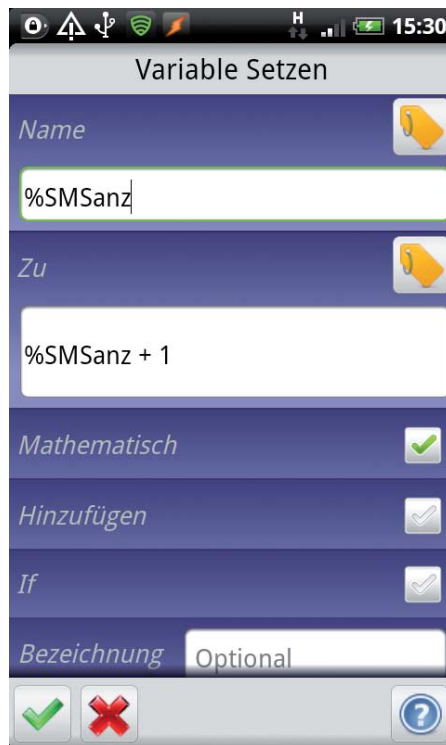 H 15:30
Variable Setzen
Name
%SMSanz
Zu
%SMSanz + 1
Mathematisch
Hinzufügen
If
Bezeichnung Optional